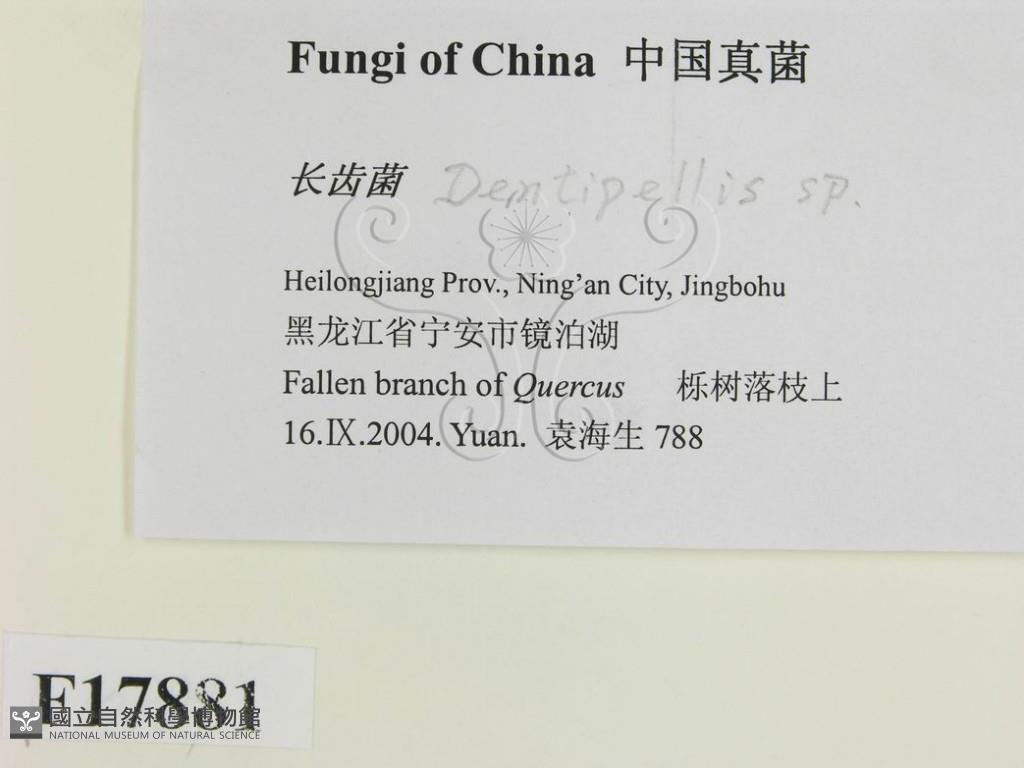 Fungi of China 中国真菌
长齿菌 Dentipellis sp.
Heilongjiang Prov., Ning'an City, Jingbohu
黑龙江省宁安市镜泊湖
Fallen branch of Quercus 栎树落枝上
16.Ⅸ.2004. Yuan. 袁海生 788
F17881
國立自然科學博物館
NATIONAL MUSEUM OF NATURAL SCIENCE